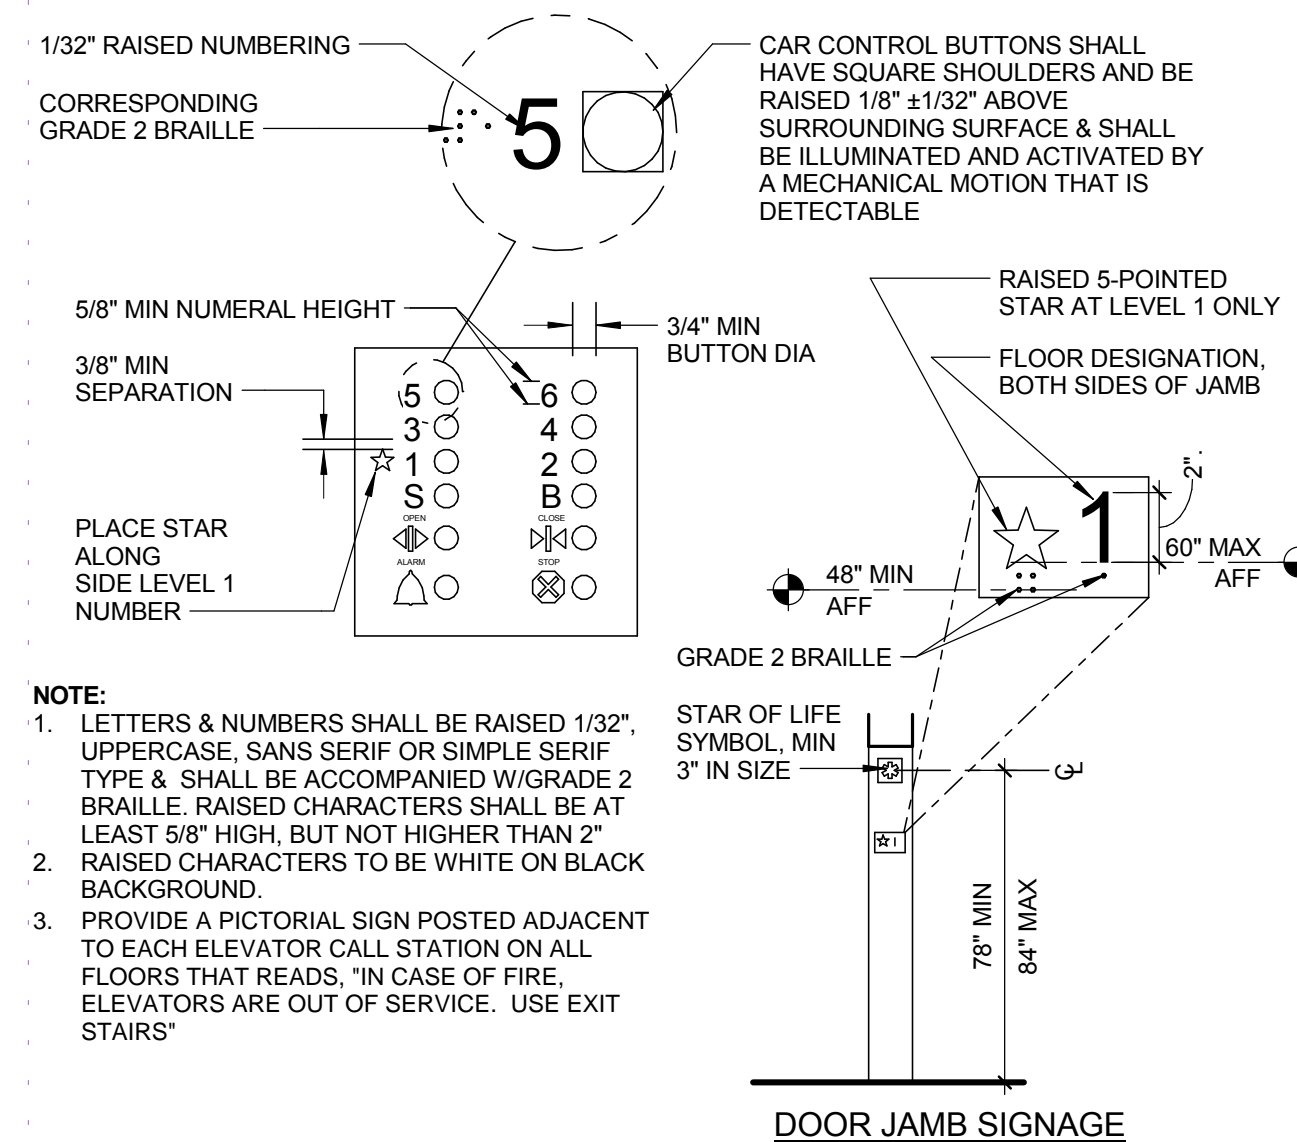 1/32" RAISED NUMBERING
CORRESPONDING
GRADE 2 BRAILLE
5
CAR CONTROL BUTTONS SHALL
HAVE SQUARE SHOULDERS AND BE
RAISED 1/8" ±1/32" ABOVE
SURROUNDING SURFACE & SHALL
BE ILLUMINATED AND ACTIVATED BY
A MECHANICAL MOTION THAT IS
DETECTABLE
5/8" MIN NUMERAL HEIGHT
3/4" MIN
BUTTON DIA
3/8" MIN
SEPARATION
5 6
3 4
1 2
S B
OPEN CLOSE
ALARM STOP
PLACE STAR
ALONG
SIDE LEVEL 1
NUMBER
RAISED 5-POINTED
STAR AT LEVEL 1 ONLY
FLOOR DESIGNATION,
BOTH SIDES OF JAMB
1
2".
60" MAX
AFF
48" MIN
AFF
GRADE 2 BRAILLE
STAR OF LIFE
SYMBOL, MIN
3" IN SIZE
CL
1
78" MIN
84" MAX
DOOR JAMB SIGNAGE
NOTE:
1. LETTERS & NUMBERS SHALL BE RAISED 1/32",
UPPERCASE, SANS SERIF OR SIMPLE SERIF
TYPE & SHALL BE ACCOMPANIED W/GRADE 2
BRAILLE. RAISED CHARACTERS SHALL BE AT
LEAST 5/8" HIGH, BUT NOT HIGHER THAN 2"
2. RAISED CHARACTERS TO BE WHITE ON BLACK
BACKGROUND.
3. PROVIDE A PICTORIAL SIGN POSTED ADJACENT
TO EACH ELEVATOR CALL STATION ON ALL
FLOORS THAT READS, "IN CASE OF FIRE,
ELEVATORS ARE OUT OF SERVICE. USE EXIT
STAIRS"